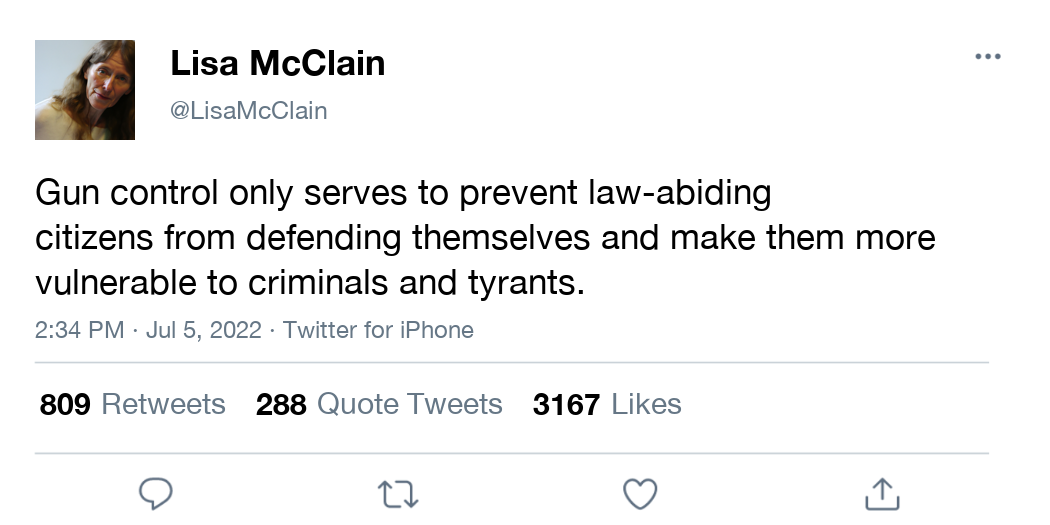 Lisa McClain
@LisaMcClain
Gun control only serves to prevent law-abiding
citizens from defending themselves and make them more
vulnerable to criminals and tyrants.
2:34 PM · Jul 5, 2022 · Twitter for iPhone
809 Retweets 288 Quote Tweets 3167 Likes